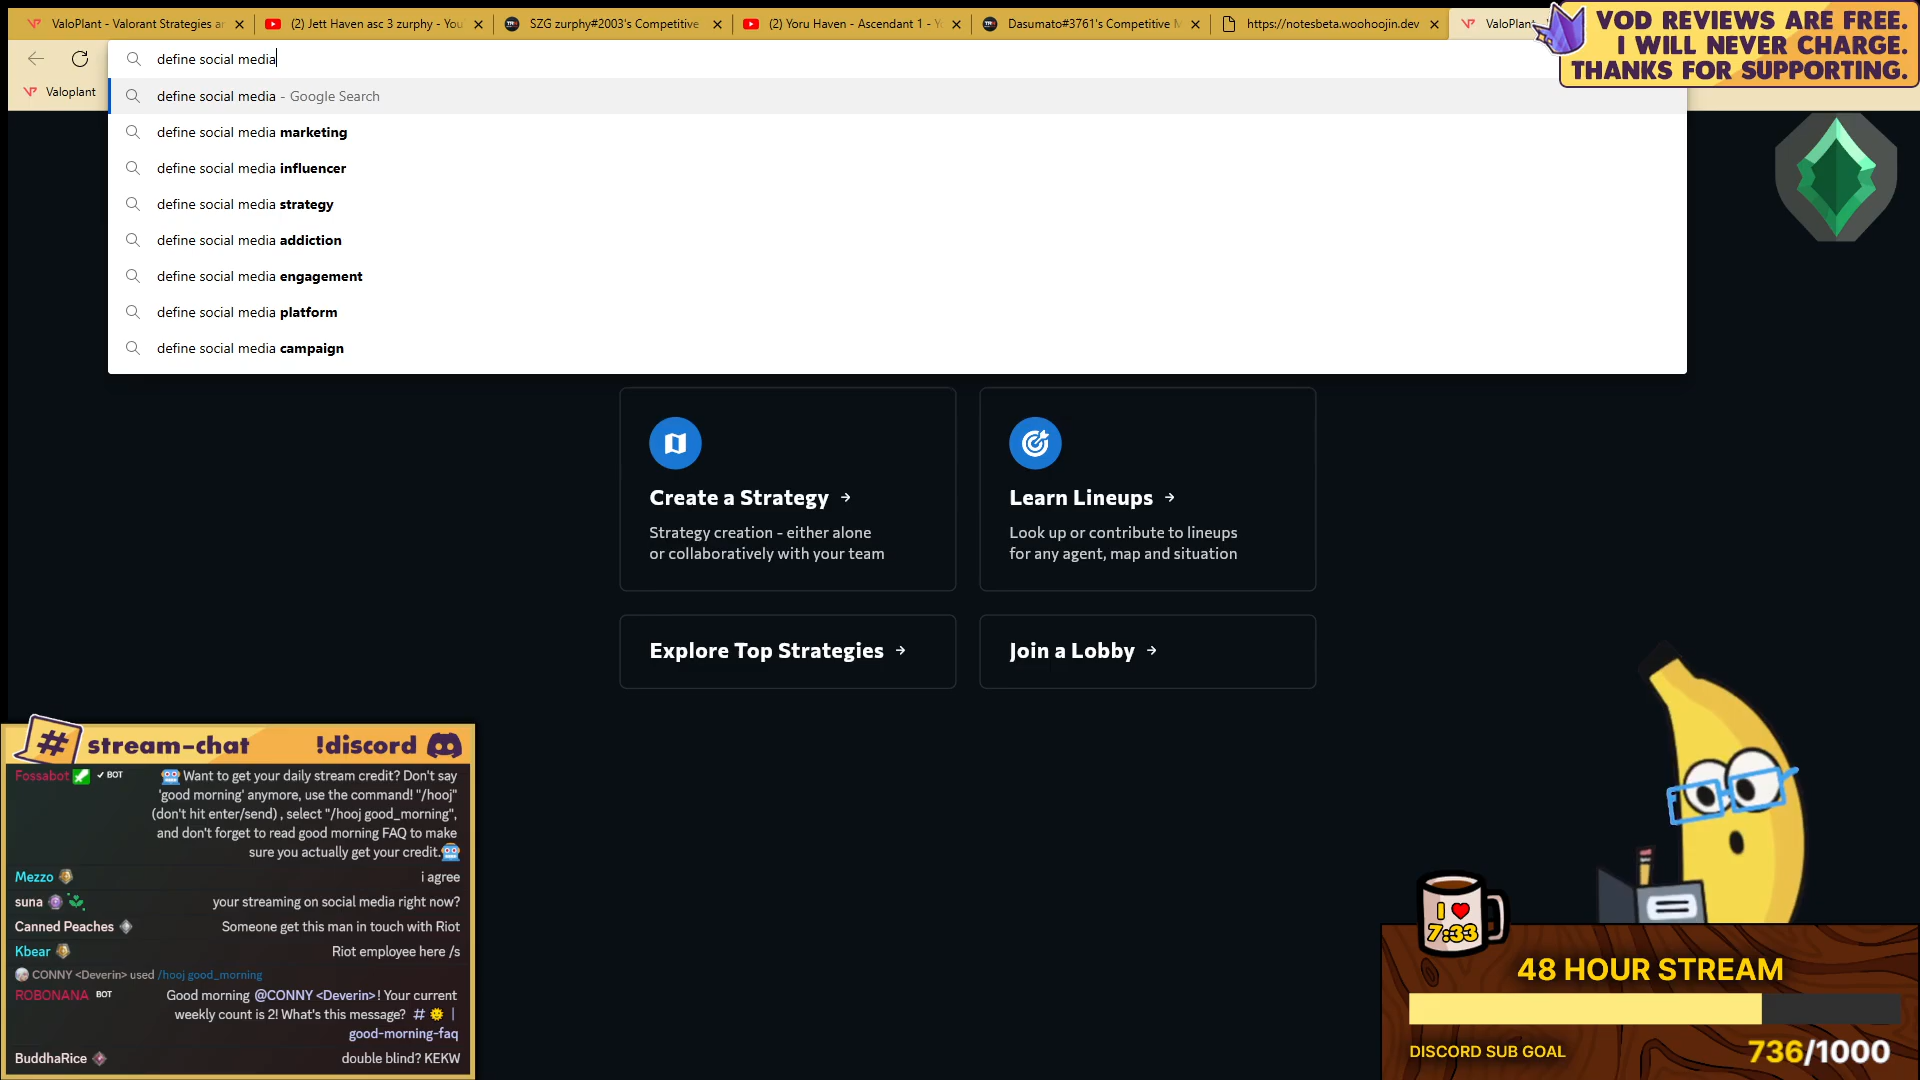 ValoPlant - Valorant Strategies a
(2) Jett Haven asc 3 zurphy - You
SZG zurphy#2003's Competitive
(2) Yoru Haven - Ascendant 1 - Y
Dasumato#3761's Competitive M
https://notesbeta.woohoojin.dev
ValoPlant
VOD REVIEWS ARE FREE.
I WILL NEVER CHARGE.
THANKS FOR SUPPORTING.
define social media
Valoplant
define social media - Google Search
define social media marketing
define social media influencer
define social media strategy
define social media addiction
define social media engagement
define social media platform
define social media campaign
Create a Strategy →
Strategy creation - either alone
or collaboratively with your team
Learn Lineups →
Look up or contribute to lineups
for any agent, map and situation
Explore Top Strategies →
Join a Lobby →
# stream-chat !discord
Fossabot ✓ BOT 🤖 Want to get your daily stream credit? Don't say
'good morning' anymore, use the command! "/hooj"
(don't hit enter/send) , select "/hooj good_morning",
and don't forget to read good morning FAQ to make
sure you actually get your credit.🤖
Mezzo i agree
suna your streaming on social media right now?
Canned Peaches Someone get this man in touch with Riot
Kbear Riot employee here /s
CONNY <Deverin> used /hooj good_morning
ROBONANA BOT Good morning @CONNY <Deverin>! Your current
weekly count is 2! What's this message? # 🌞 |
good-morning-faq
BuddhaRice double blind? KEKW
I ❤
7:33
48 HOUR STREAM
DISCORD SUB GOAL 736/1000